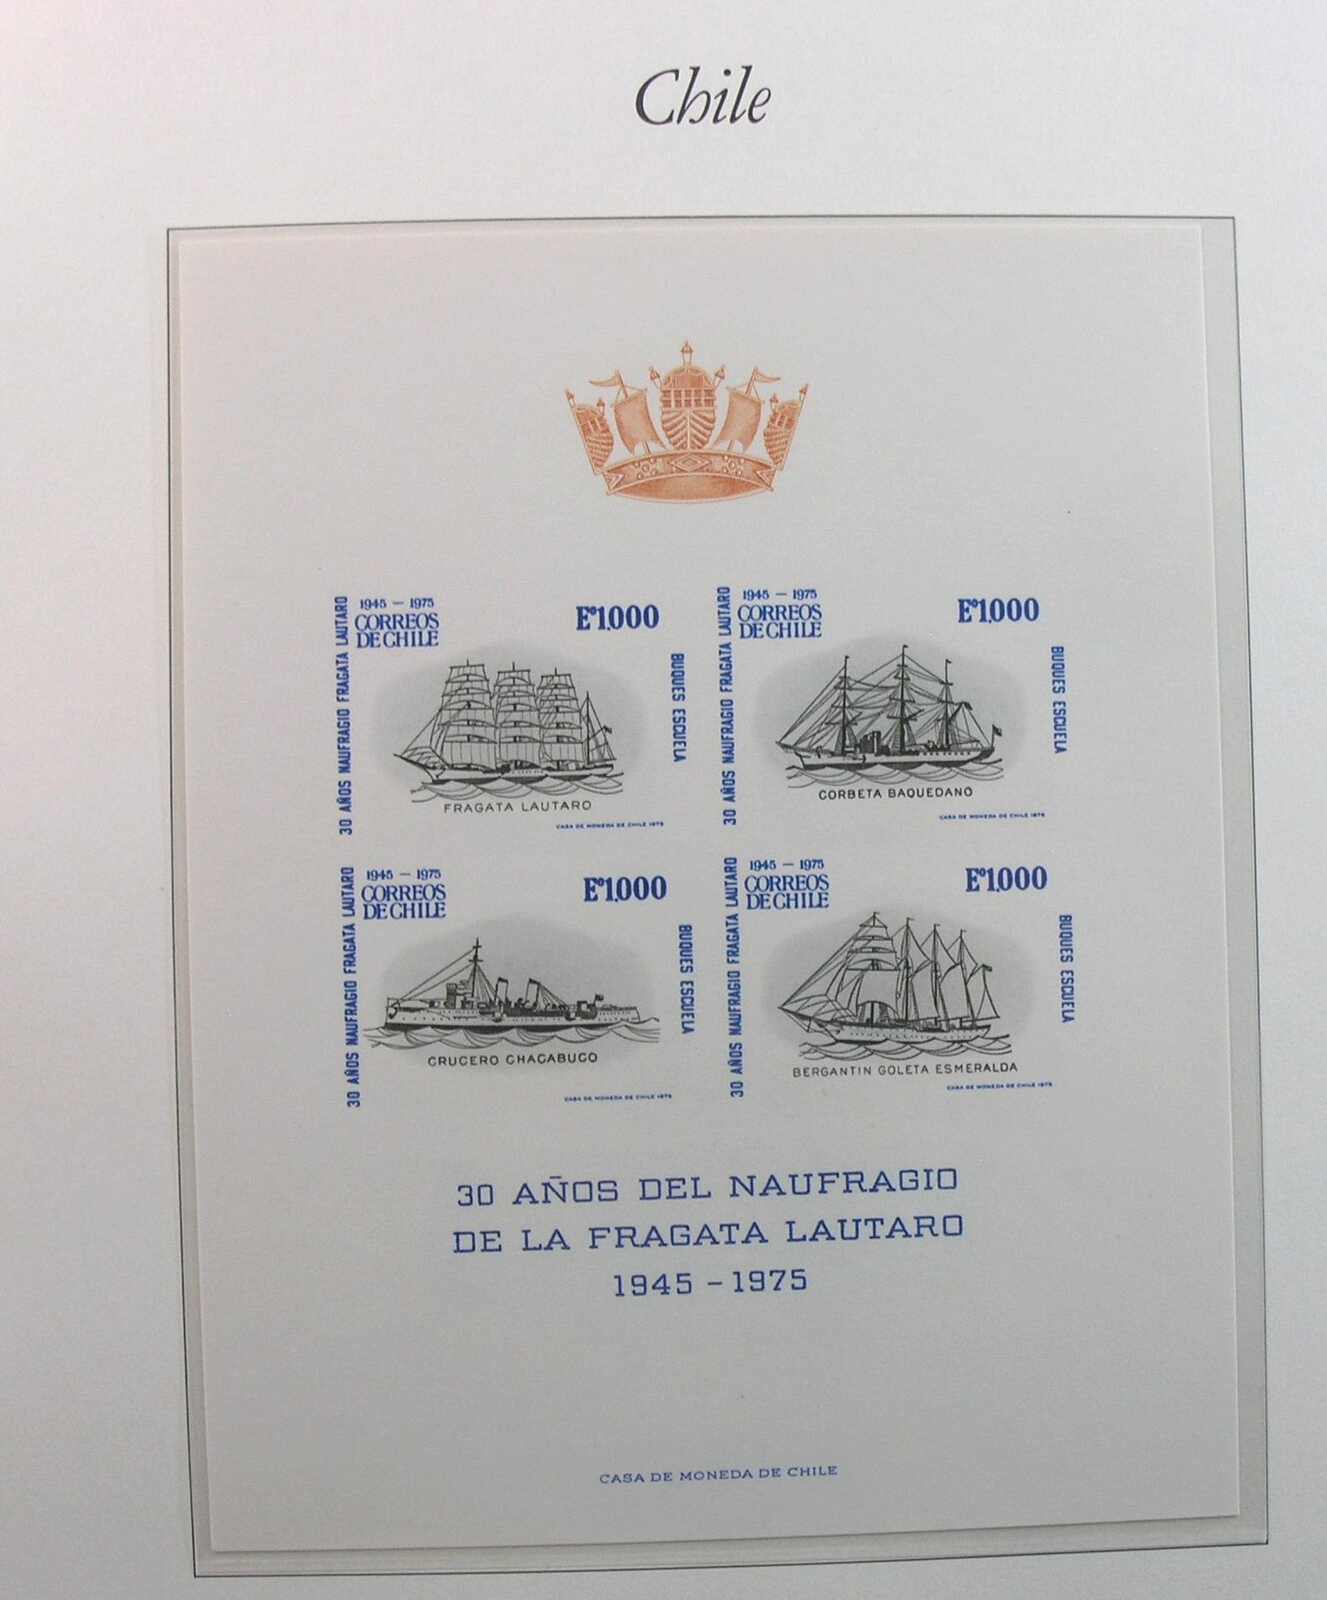 Chile
1945 – 1975
CORREOS
DE CHILE
Eº1.000
30 AÑOS NAUFRAGIO FRAGATA LAUTARO
BUQUES ESCUELA
FRAGATA LAUTARO
CASA DE MONEDA DE CHILE 1975
1945 – 1975
CORREOS
DE CHILE
Eº1.000
30 AÑOS NAUFRAGIO FRAGATA LAUTARO
BUQUES ESCUELA
CORBETA BAQUEDANO
CASA DE MONEDA DE CHILE 1975
1945 – 1975
CORREOS
DE CHILE
Eº1.000
30 AÑOS NAUFRAGIO FRAGATA LAUTARO
BUQUES ESCUELA
CRUCERO CHACABUCO
CASA DE MONEDA DE CHILE 1975
1945 – 1975
CORREOS
DE CHILE
Eº1.000
30 AÑOS NAUFRAGIO FRAGATA LAUTARO
BUQUES ESCUELA
BERGANTIN GOLETA ESMERALDA
CASA DE MONEDA DE CHILE 1975
30 AÑOS DEL NAUFRAGIO
DE LA FRAGATA LAUTARO
1945 – 1975
CASA DE MONEDA DE CHILE